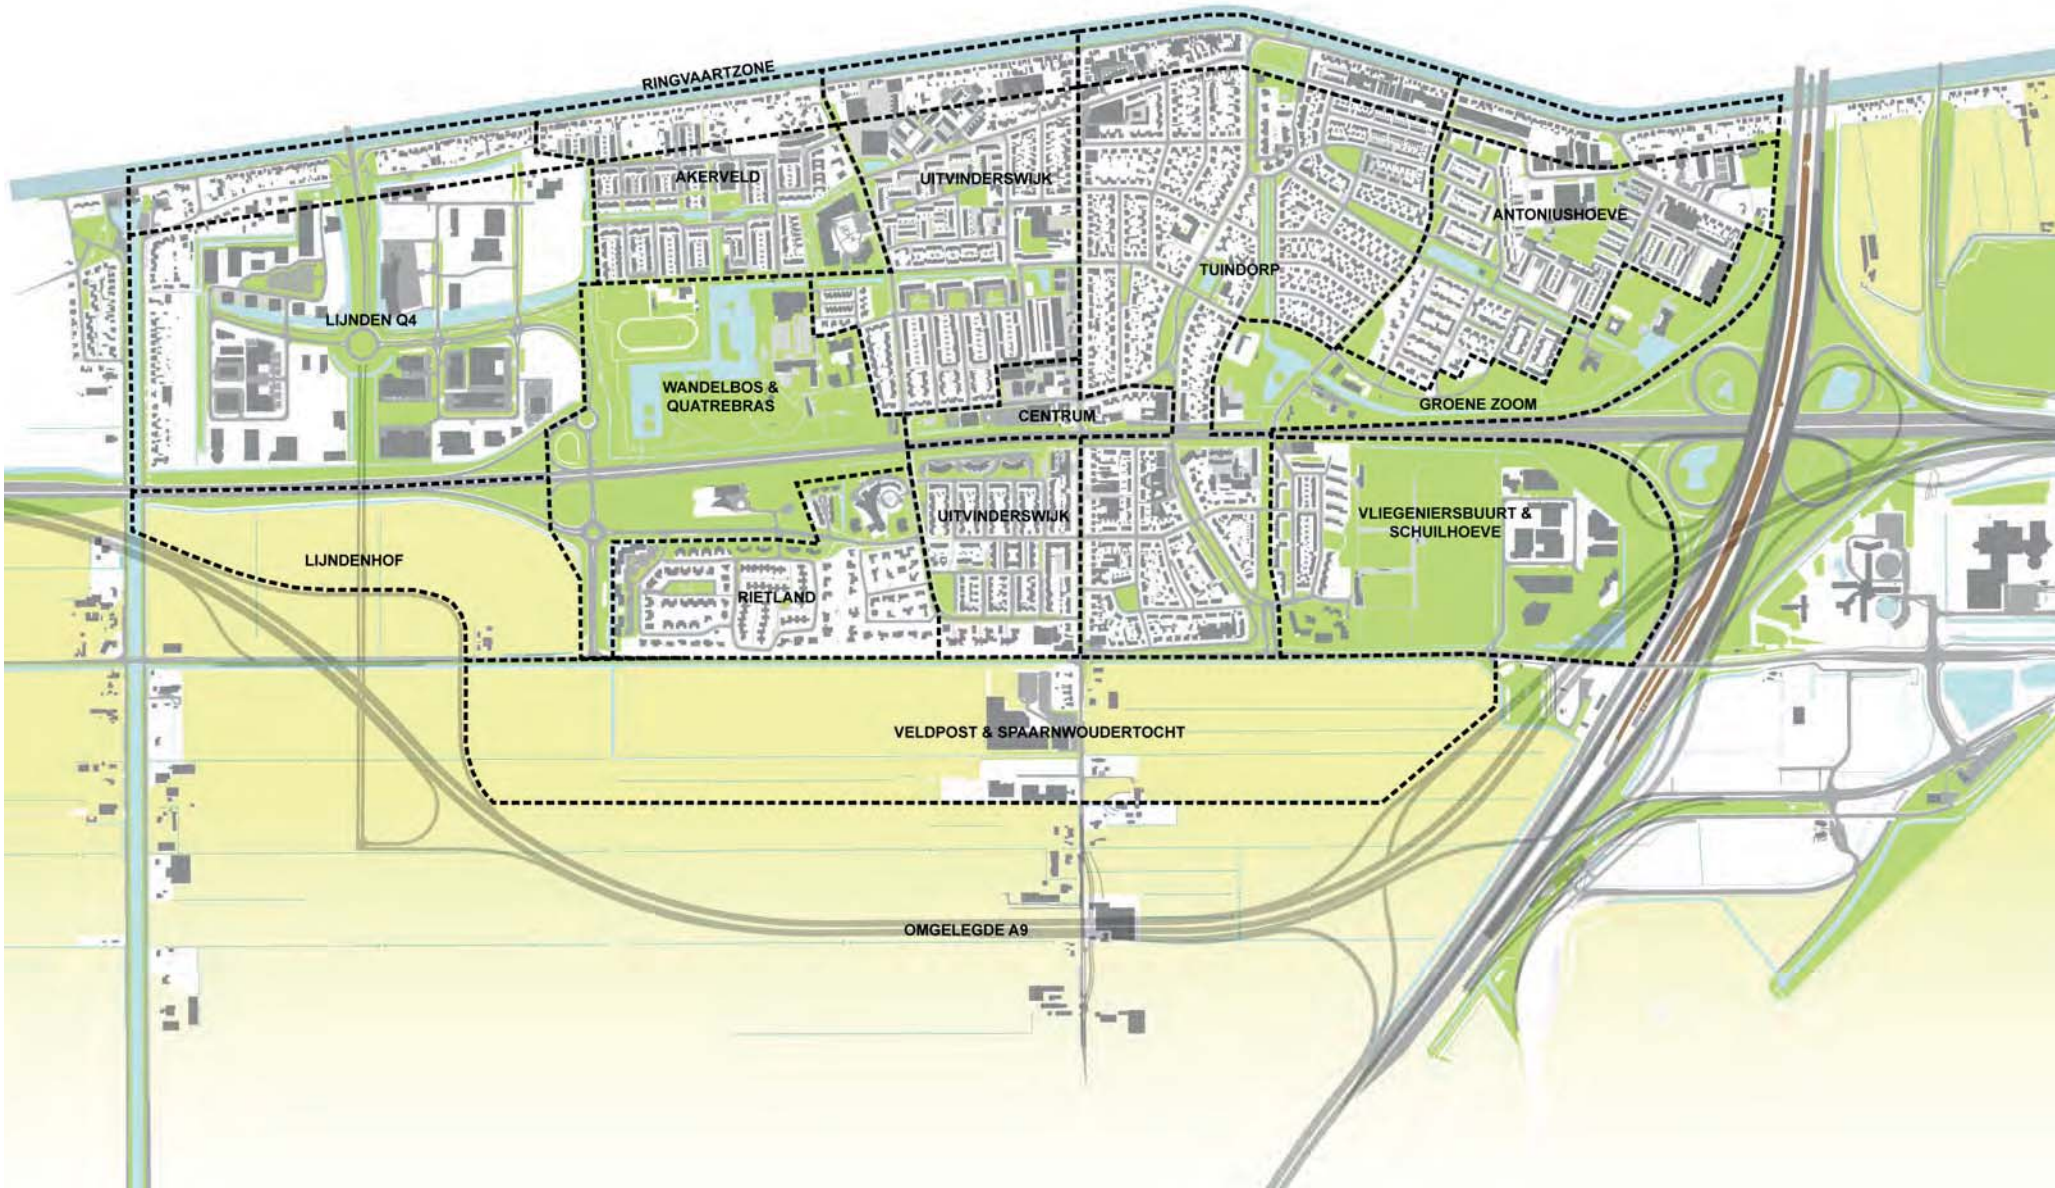 RINGVAARTZONE
AKERVELD
UITVINDERSWIJK
ANTONIUSHOEVE
TUINDORP
LIJNDEN Q4
WANDELBOS &
QUATREBRAS
CENTRUM
GROENE ZOOM
UITVINDERSWIJK
VLIEGENIERSBUURT &
SCHUILHOEVE
LIJNDENHOF
RIETLAND
VELDPOST & SPAARNWOUDERTOCHT
OMGELEGDE A9